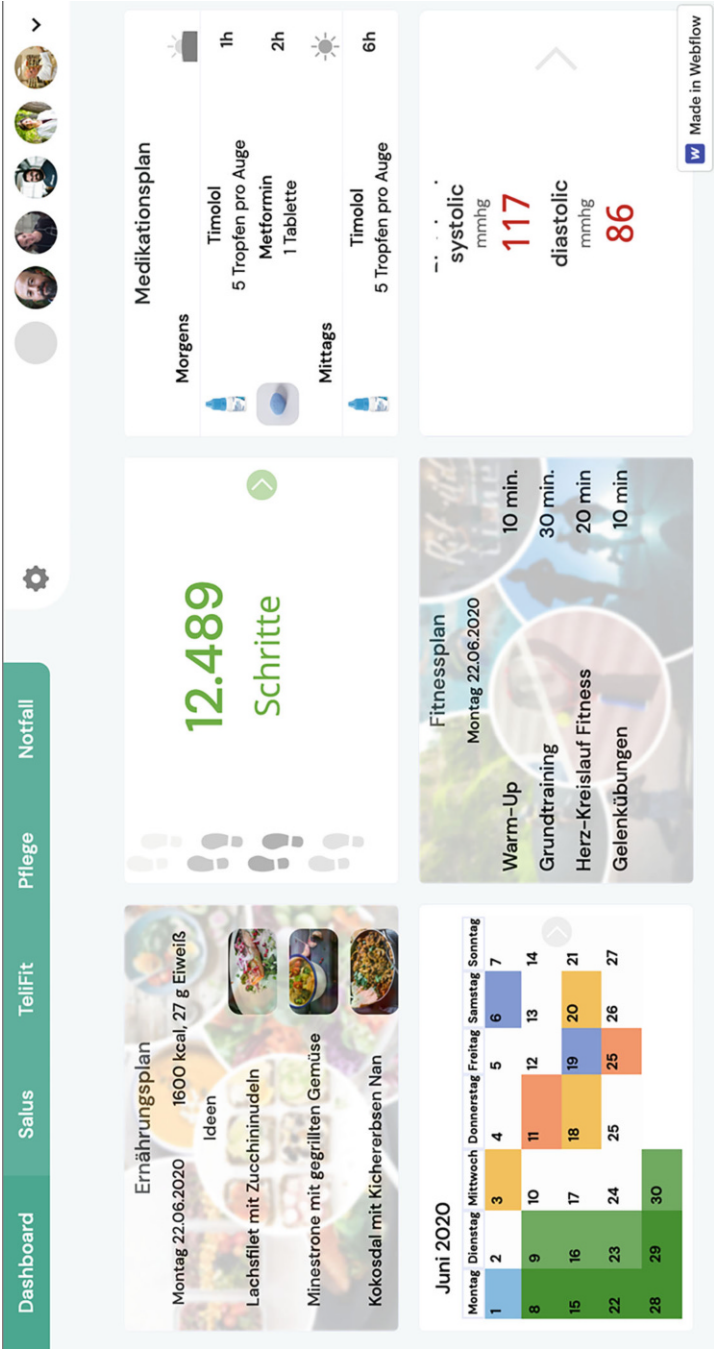 Dashboard
Salus
TeliFit
Pflege
Notfall
Ernährungsplan
Montag 22.06.2020 1600 kcal, 27 g Eiweiß
Ideen
Lachsfilet mit Zucchininudeln
Minestrone mit gegrillten Gemüse
Kokosdal mit Kichererbsen Nan
12.489
Schritte
Medikationsplan
Morgens
Timolol 1h
5 Tropfen pro Auge
Metformin 2h
1 Tablette
Mittags
Timolol 6h
5 Tropfen pro Auge
Juni 2020
Montag Dienstag Mittwoch Donnerstag Freitag Samstag Sonntag
1 2 3 4 5 6 7
8 9 10 11 12 13 14
15 16 17 18 19 20 21
22 23 24 25 25 26 27
28 29 30
Fitnessplan
Montag 22.06.2020
Warm-Up 10 min.
Grundtraining 30 min.
Herz-Kreislauf Fitness 20 min
Gelenkübungen 10 min
systolic
mmhg
117
diastolic
mmhg
86
W Made in Webflow